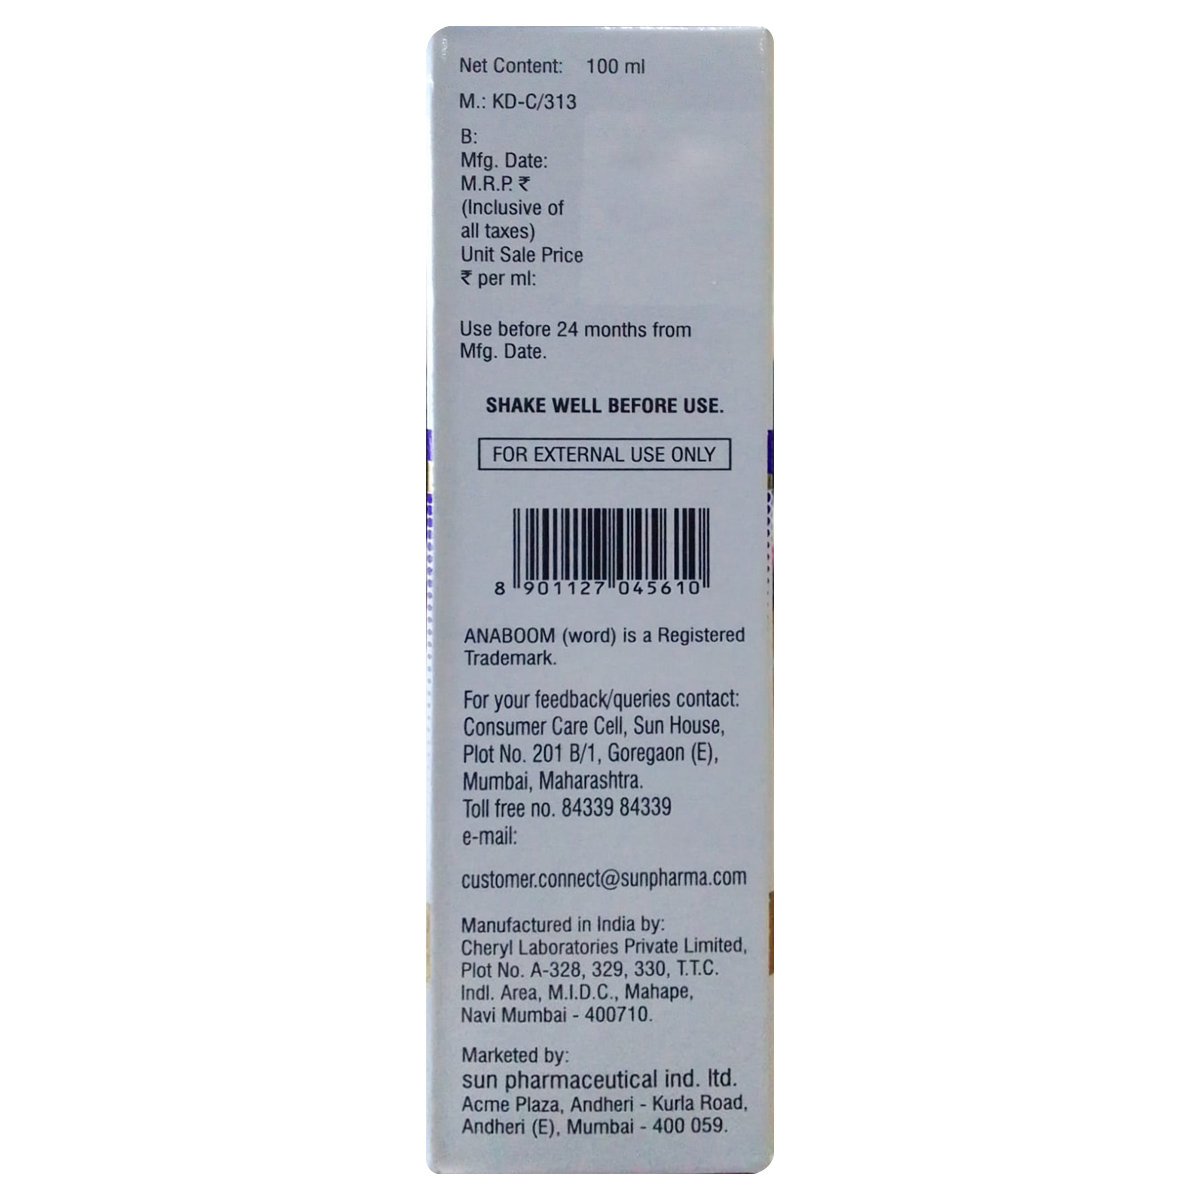 Net Content: 100 ml
M.: KD-C/313
B:
Mfg. Date:
M.R.P. ₹
(Inclusive of
all taxes)
Unit Sale Price
₹ per ml:
Use before 24 months from
Mfg. Date.
SHAKE WELL BEFORE USE.
FOR EXTERNAL USE ONLY
8 901127 045610
ANABOOM (word) is a Registered
Trademark.
For your feedback/queries contact:
Consumer Care Cell, Sun House,
Plot No. 201 B/1, Goregaon (E),
Mumbai, Maharashtra.
Toll free no. 84339 84339
e-mail:
customer.connect@sunpharma.com
Manufactured in India by:
Cheryl Laboratories Private Limited,
Plot No. A-328, 329, 330, T.T.C.
Indl. Area, M.I.D.C., Mahape,
Navi Mumbai - 400710.
Marketed by:
sun pharmaceutical ind. ltd.
Acme Plaza, Andheri - Kurla Road,
Andheri (E), Mumbai - 400 059.